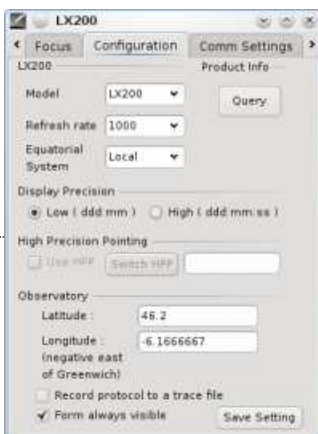 LX200
Focus Configuration Comm Settings
LX200 Product Info
Model LX200 Query
Refresh rate 1000
Equatorial System Local
Display Precision
Low ( ddd mm ) High ( ddd mm ss )
High Precision Pointing
Use HPP Switch HPP
Observatory
Latitude : 46.2
Longitude : -6.1666667
(negative east
of Greenwich)
Record protocol to a trace file
Form always visible Save Setting